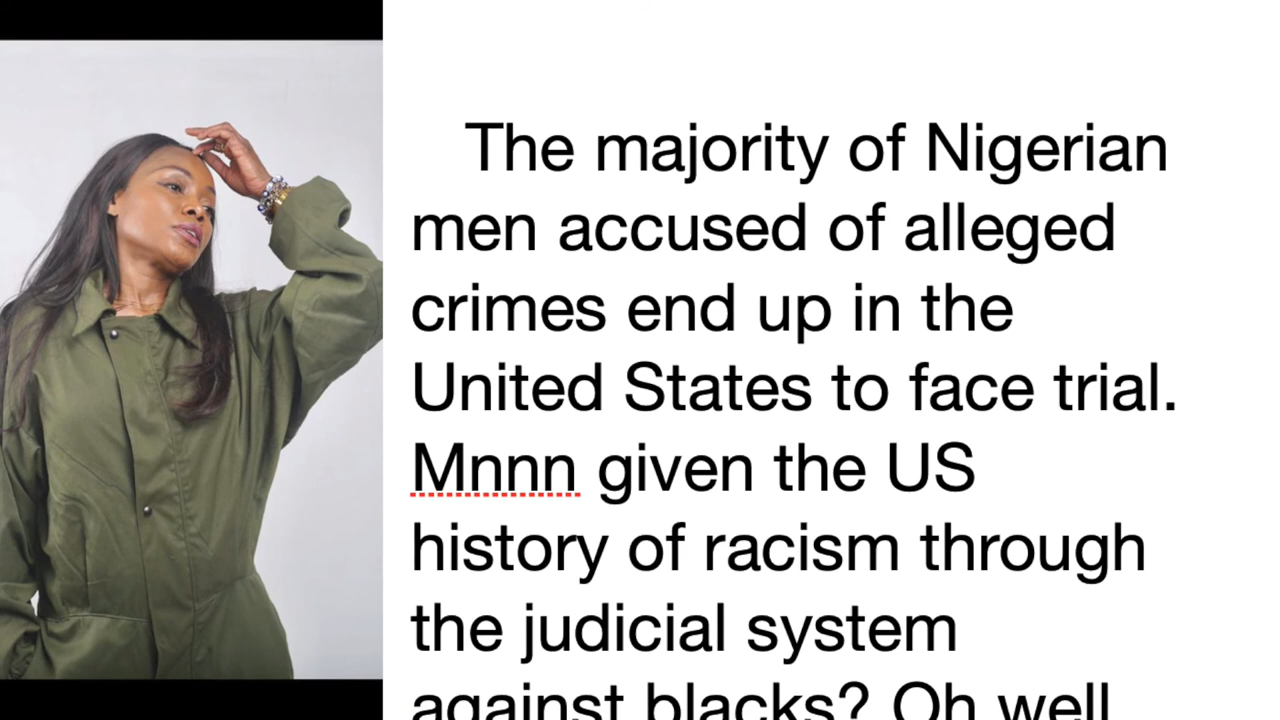 The majority of Nigerian
men accused of alleged
crimes end up in the
United States to face trial.
Mnnn given the US
history of racism through
the judicial system
against blacks? Oh well